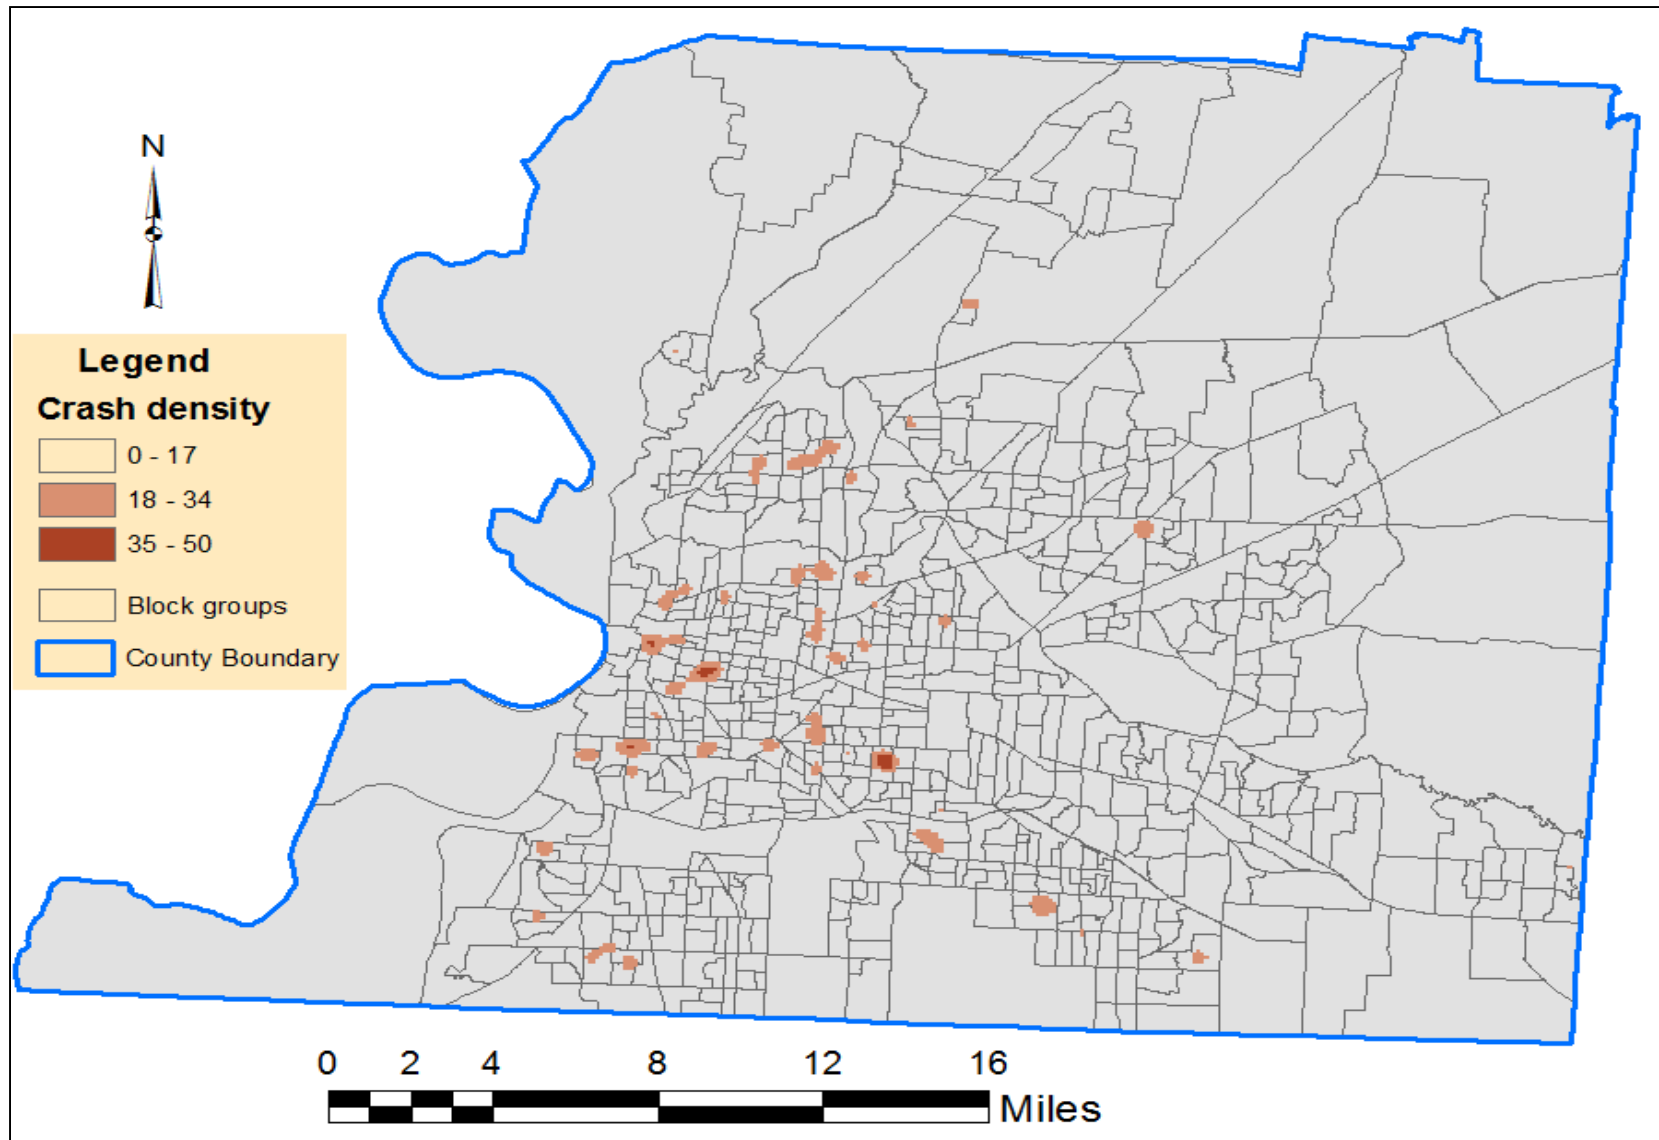 N
Legend
Crash density
0 - 17
18 - 34
35 - 50
Block groups
County Boundary
0 2 4 8 12 16
Miles